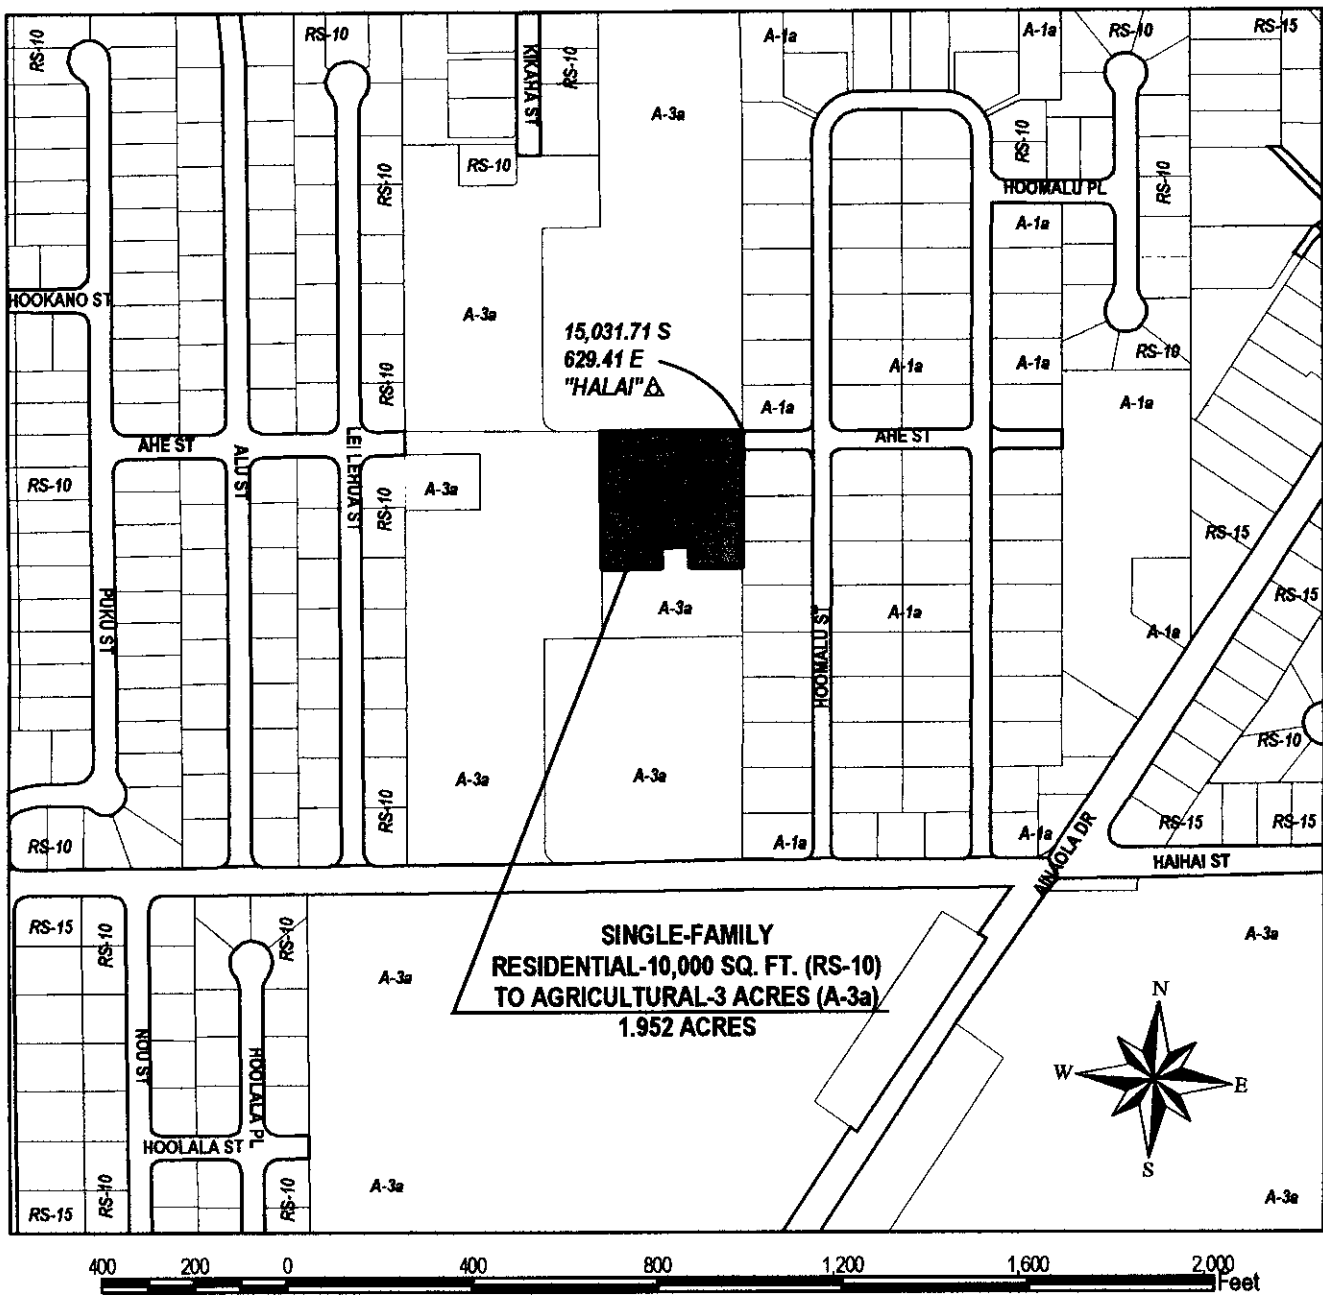 RS-10
RS-10
KIKAHA ST
RS-10
A-3a
A-1a
A-1a
RS-10
RS-15
RS-10
RS-10
RS-10
RS-10
HOOMALU PL
A-1a
HOOKANO ST
A-3a
15,031.71 S
629.41 E
"HALAI"
RS-10
A-1a
A-1a
RS-10
A-1a
A-1a
AHE ST
ALU ST
LEI LEHUA ST
AHE ST
RS-10
A-3a
RS-10
RS-15
PUKU ST
A-3a
HOOMALU ST
A-1a
RS-15
A-1a
RS-10
A-3a
A-3a
RS-10
RS-10
A-1a
A-1a
AINAOLA DR
RS-15
RS-15
HAIHAI ST
RS-15
RS-10
RS-10
A-3a
SINGLE-FAMILY
RESIDENTIAL-10,000 SQ. FT. (RS-10)
TO AGRICULTURAL-3 ACRES (A-3a)
1.952 ACRES
A-3a
N
W
E
S
NOU ST
HOOLALA PL
HOOLALA ST
RS-15
RS-10
RS-10
A-3a
A-3a
400 200 0 400 800 1,200 1,600 2,000
Feet